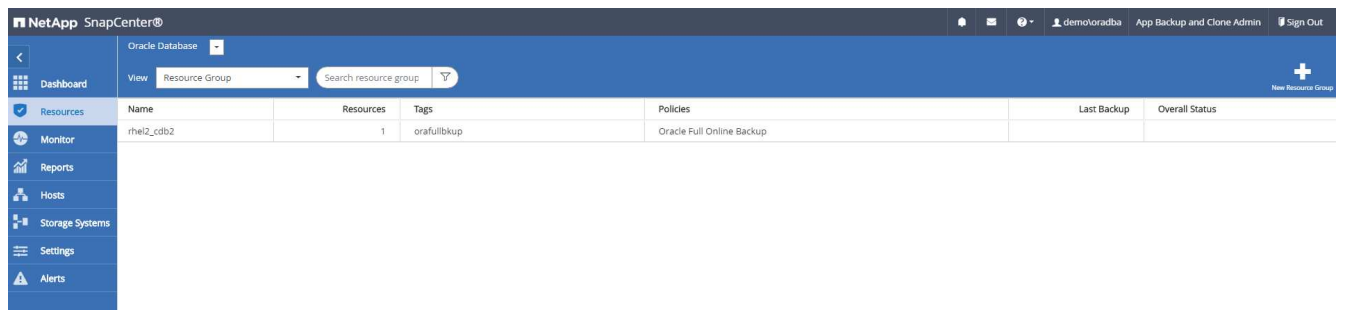 NetApp SnapCenter®
demo\oradba App Backup and Clone Admin Sign Out
Oracle Database
Dashboard
View Resource Group Search resource group
New Resource Group
Resources
Name Resources Tags Policies Last Backup Overall Status
Monitor
rhel2_cdb2 1 orafullbkup Oracle Full Online Backup
Reports
Hosts
Storage Systems
Settings
Alerts